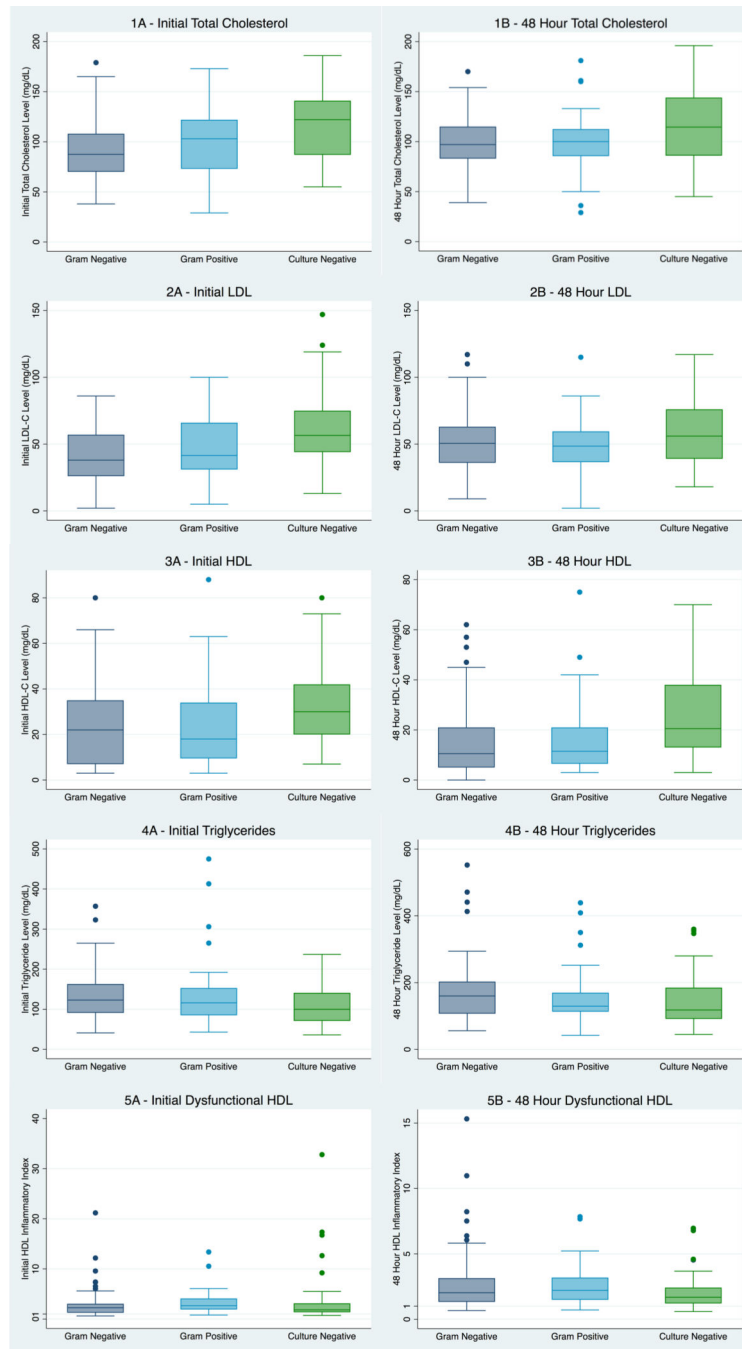 1A - Initial Total Cholesterol
Initial Total Cholesterol Level (mg/dL)
200
150
100
50
0
Gram Negative Gram Positive Culture Negative
1B - 48 Hour Total Cholesterol
48 Hour Total Cholesterol Level (mg/dL)
200
150
100
50
0
Gram Negative Gram Positive Culture Negative
2A - Initial LDL
Initial LDL-C Level (mg/dL)
150
100
50
0
Gram Negative Gram Positive Culture Negative
2B - 48 Hour LDL
48 Hour LDL-C Level (mg/dL)
150
100
50
0
Gram Negative Gram Positive Culture Negative
3A - Initial HDL
Initial HDL-C Level (mg/dL)
80
60
40
20
0
Gram Negative Gram Positive Culture Negative
3B - 48 Hour HDL
48 Hour HDL-C Level (mg/dL)
80
60
40
20
0
Gram Negative Gram Positive Culture Negative
4A - Initial Triglycerides
Initial Triglyceride Level (mg/dL)
500
400
300
200
100
0
Gram Negative Gram Positive Culture Negative
4B - 48 Hour Triglycerides
48 Hour Triglyceride Level (mg/dL)
600
400
200
0
Gram Negative Gram Positive Culture Negative
5A - Initial Dysfunctional HDL
Initial HDL Inflammatory Index
40
30
20
10
1
0
Gram Negative Gram Positive Culture Negative
5B - 48 Hour Dysfunctional HDL
48 Hour HDL Inflammatory Index
15
10
5
1
0
Gram Negative Gram Positive Culture Negative